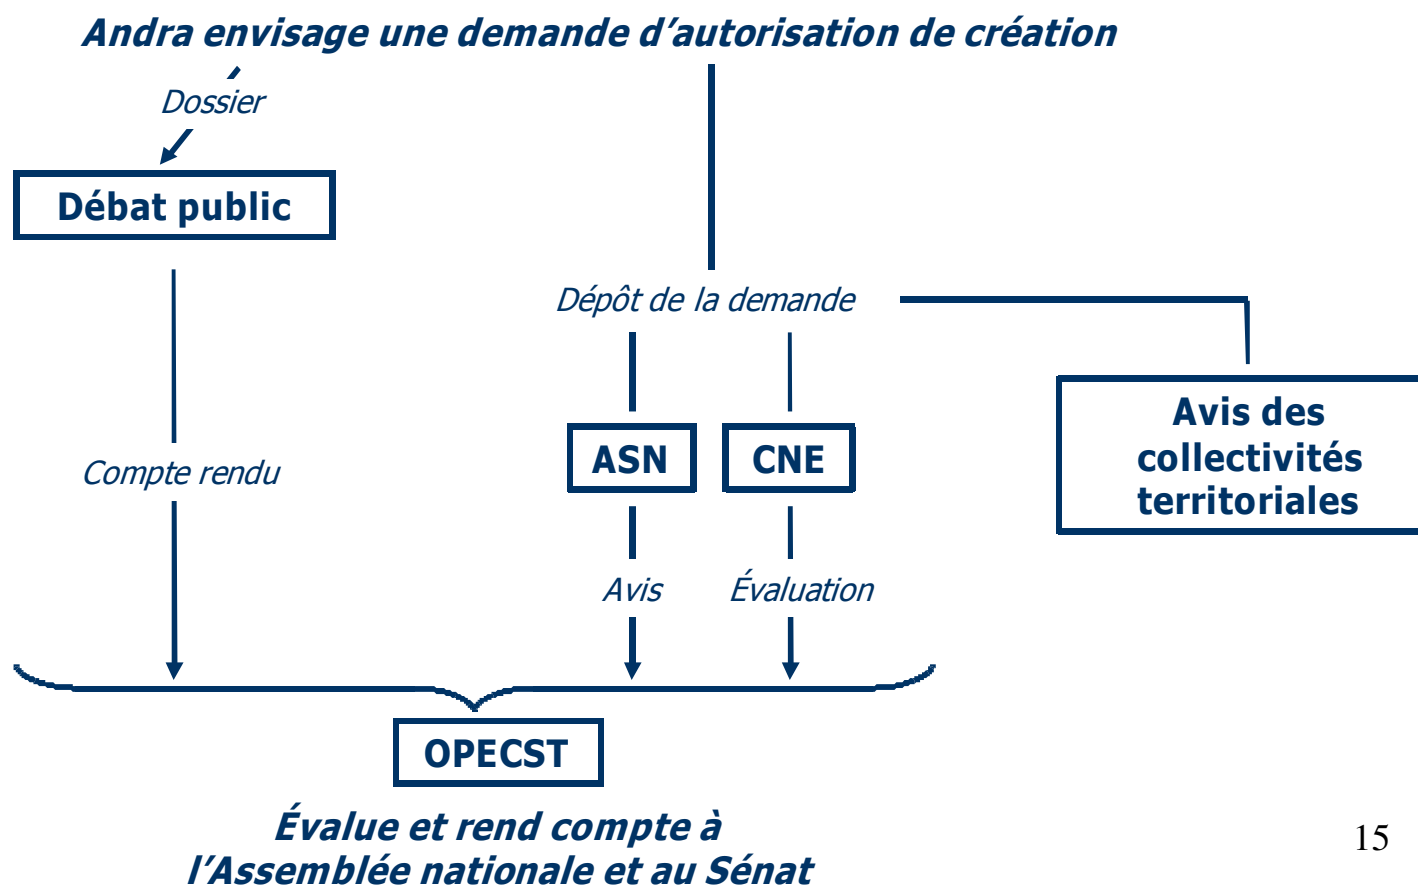 Andra envisage une demande d'autorisation de création
Dossier
Débat public
Dépôt de la demande
Avis des
collectivités
territoriales
ASN
CNE
Compte rendu
Avis
Évaluation
OPECST
Évalue et rend compte à
l'Assemblée nationale et au Sénat
15